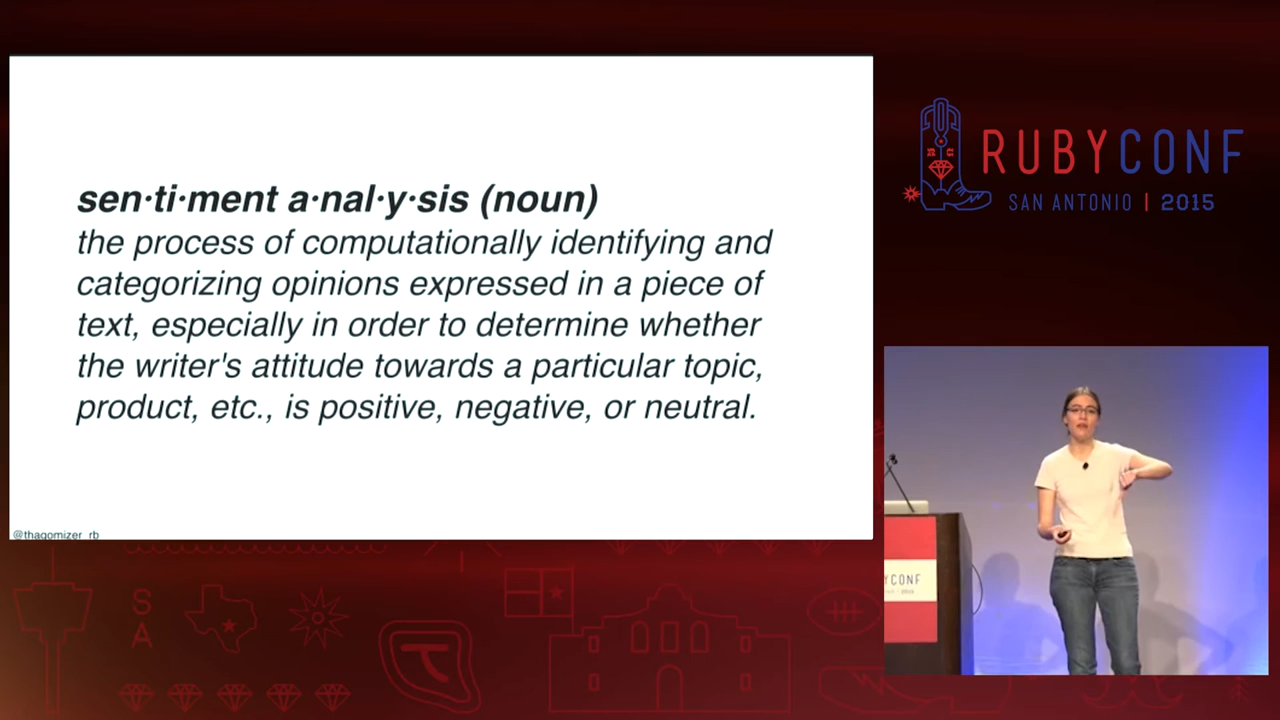 sen·ti·ment a·nal·y·sis (noun)
the process of computationally identifying and
categorizing opinions expressed in a piece of
text, especially in order to determine whether
the writer's attitude towards a particular topic,
product, etc., is positive, negative, or neutral.
@thagomizer_rb
RUBYCONF
SAN ANTONIO | 2015
YCONF
S
A